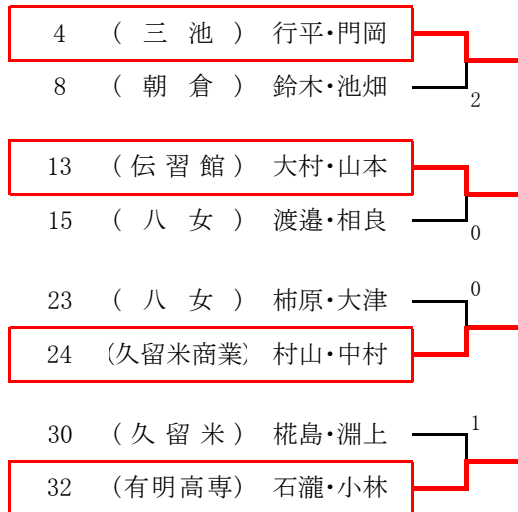 4 （ 三 池 ） 行平・門岡
8 （ 朝 倉 ） 鈴木・池畑
2
13 （ 伝 習 館 ） 大村・山本
15 （ 八 女 ） 渡邉・相良
0
23 （ 八 女 ） 柿原・大津
0
24 （久留米商業） 村山・中村
30 （ 久 留 米 ） 椛島・淵上
1
32 （有明高専） 石瀧・小林